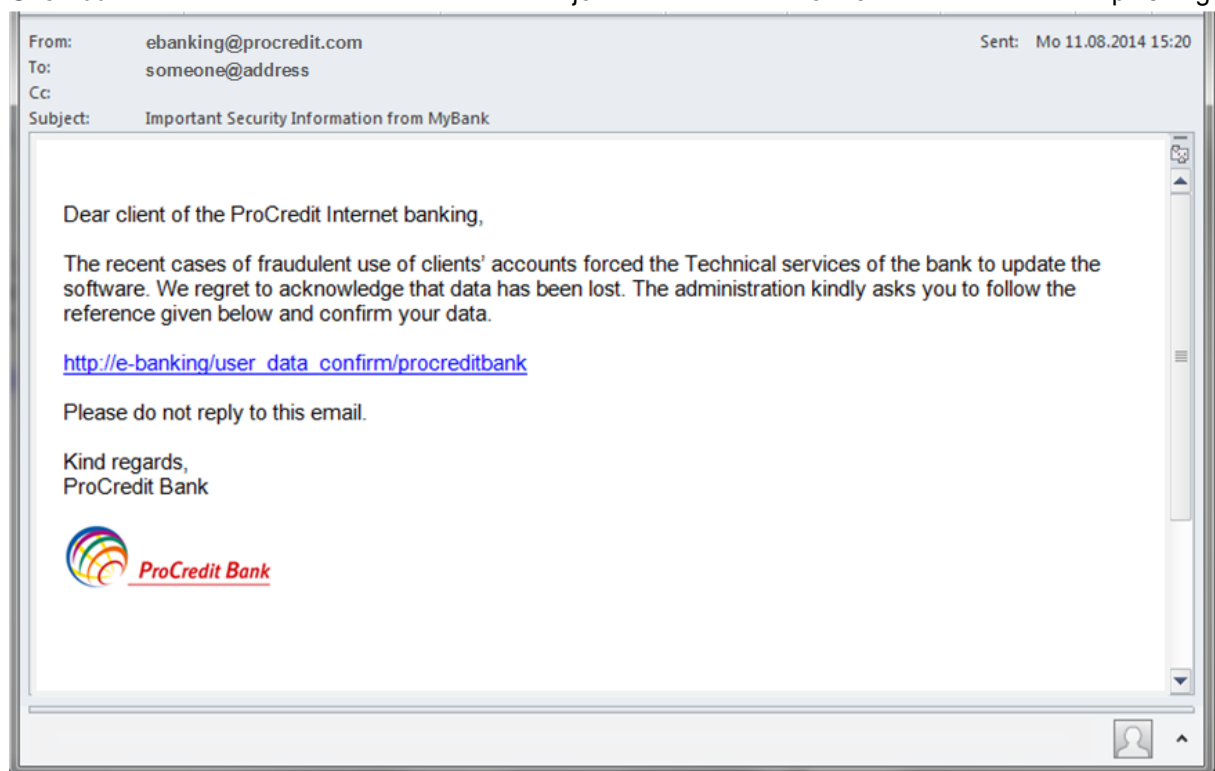 From: ebanking@procredit.com Sent: Mo 11.08.2014 15:20
To: someone@address
Cc:
Subject: Important Security Information from MyBank
Dear client of the ProCredit Internet banking,
The recent cases of fraudulent use of clients’ accounts forced the Technical services of the bank to update the
software. We regret to acknowledge that data has been lost. The administration kindly asks you to follow the
reference given below and confirm your data.
http://e-banking/user_data_confirm/procreditbank
Please do not reply to this email.
Kind regards,
ProCredit Bank
ProCredit Bank